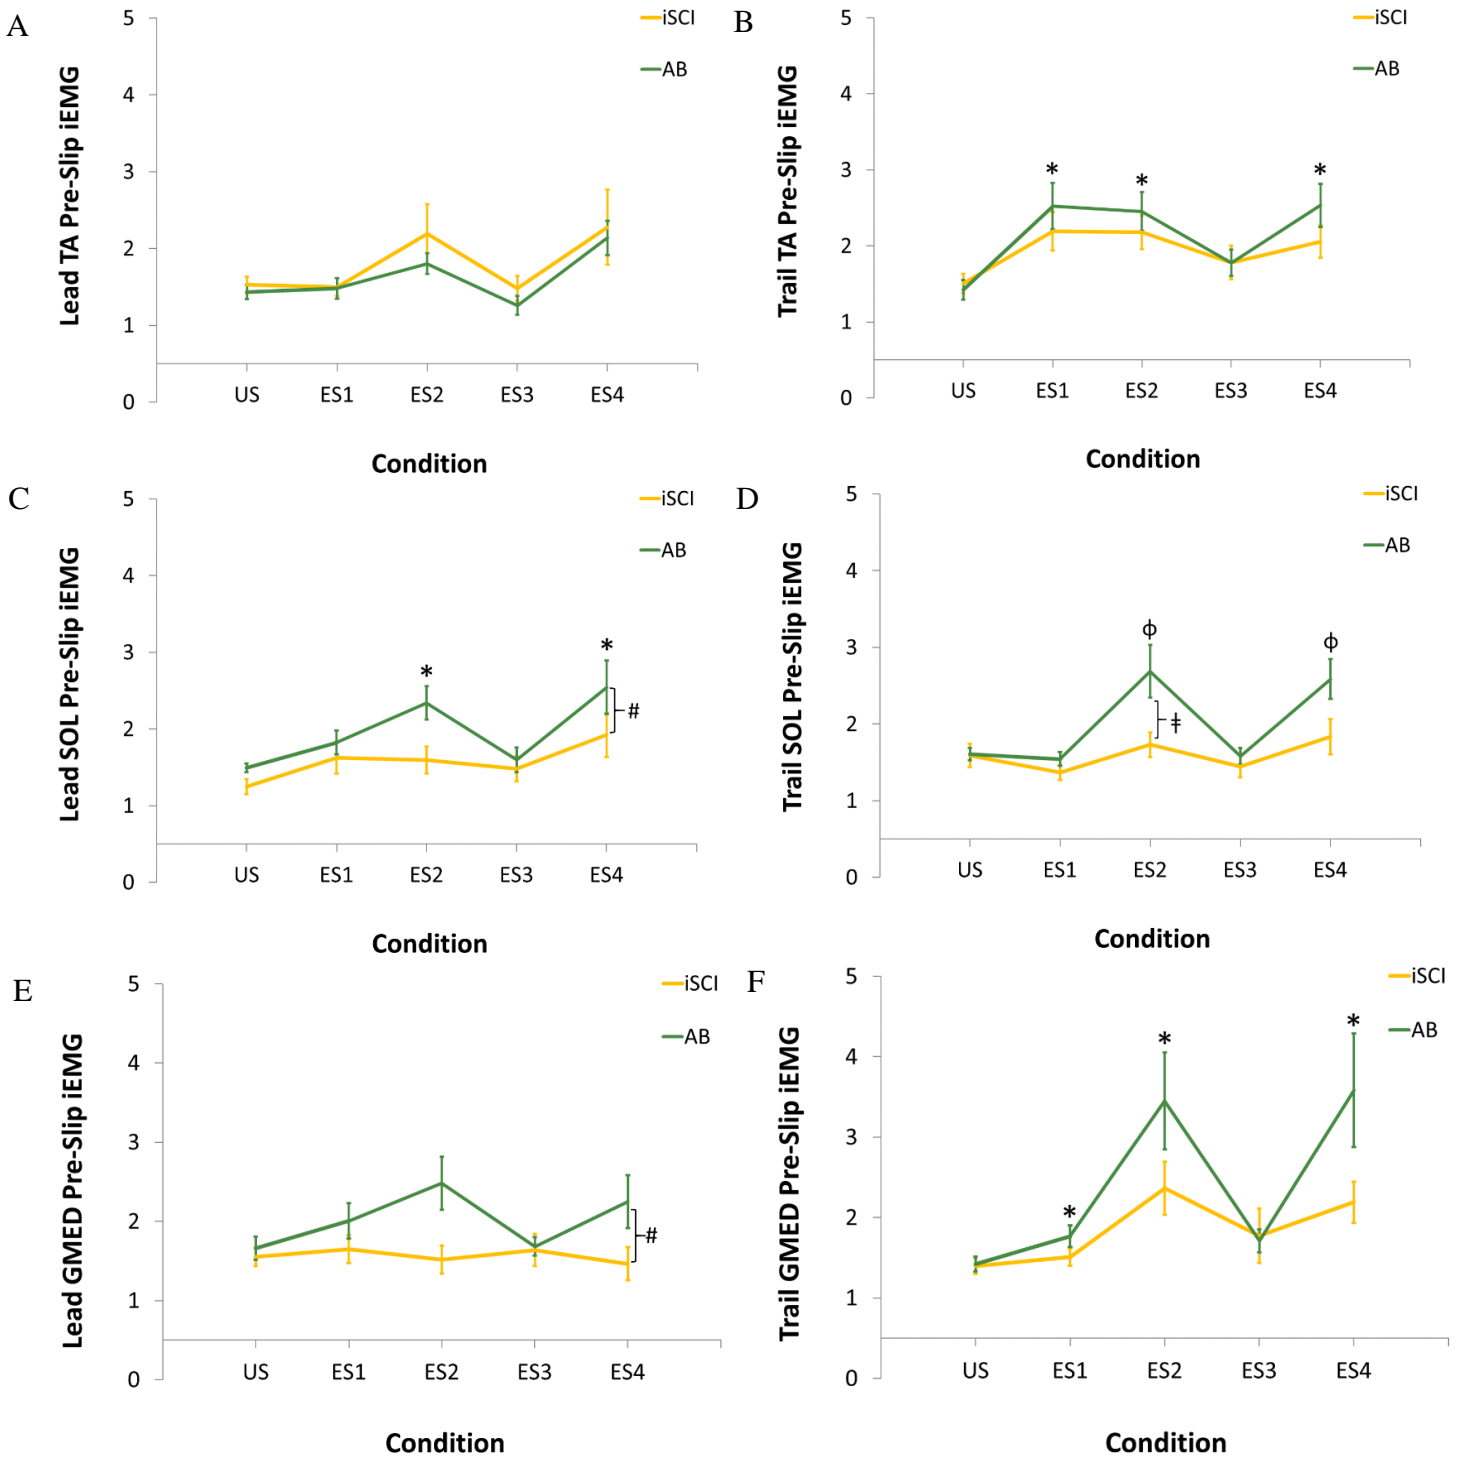 A
Lead TA Pre-Slip iEMG
5
4
3
2
1
0
iSCI
AB
US ES1 ES2 ES3 ES4
Condition
B
Trail TA Pre-Slip iEMG
5
4
3
2
1
0
iSCI
AB
* * *
US ES1 ES2 ES3 ES4
Condition
C
Lead SOL Pre-Slip iEMG
5
4
3
2
1
0
iSCI
AB
* *
#
US ES1 ES2 ES3 ES4
Condition
D
Trail SOL Pre-Slip iEMG
5
4
3
2
1
0
iSCI
AB
ϕ ϕ
ǂ
US ES1 ES2 ES3 ES4
Condition
E
Lead GMED Pre-Slip iEMG
5
4
3
2
1
0
iSCI
AB
#
US ES1 ES2 ES3 ES4
Condition
F
Trail GMED Pre-Slip iEMG
5
4
3
2
1
0
iSCI
AB
* * *
US ES1 ES2 ES3 ES4
Condition